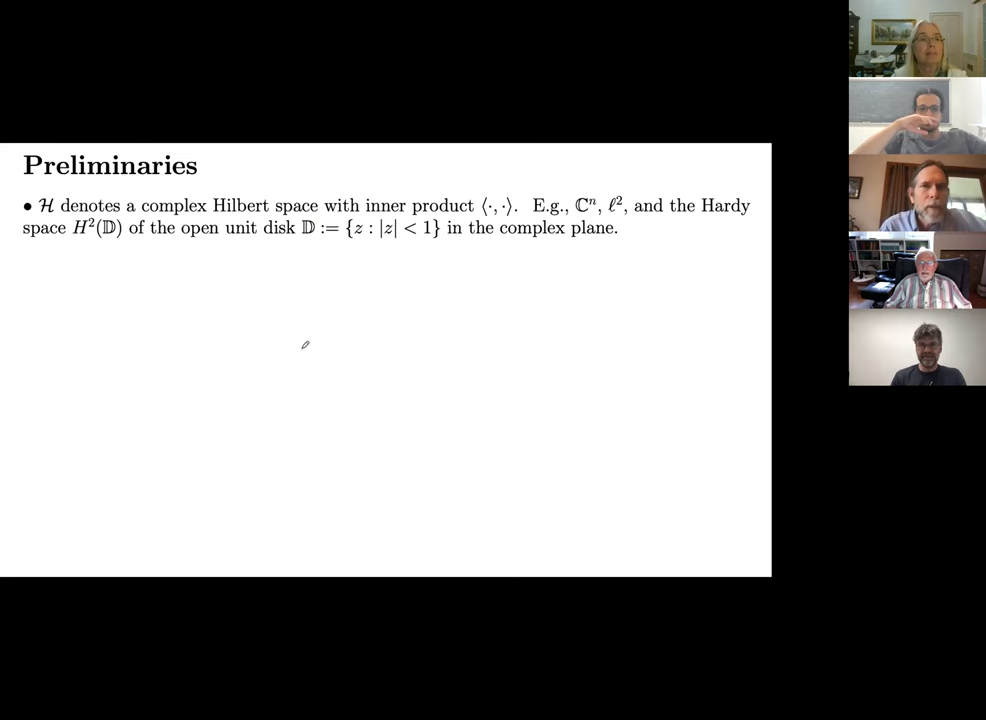 Preliminaries
• ℋ denotes a complex Hilbert space with inner product ⟨·, ·⟩. E.g., ℂⁿ, ℓ², and the Hardy
space H²(𝔻) of the open unit disk 𝔻 := {z : |z| < 1} in the complex plane.